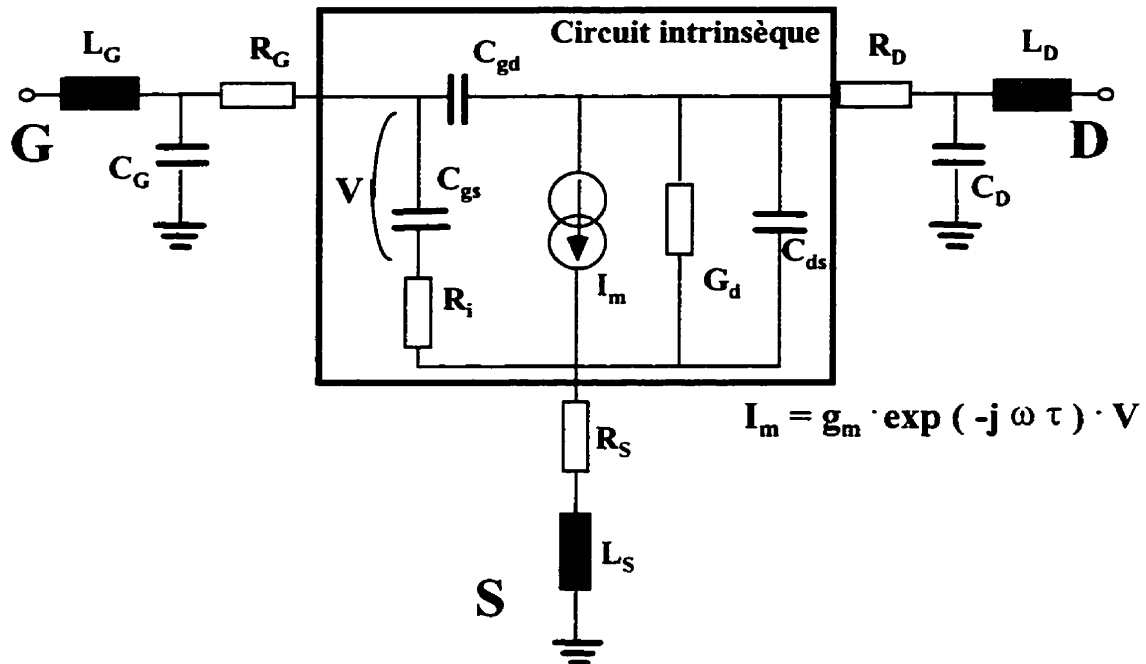 Circuit intrinsèque
L_G
R_G
C_gd
R_D
L_D
G
D
C_G
V
C_gs
C_D
R_i
I_m
G_d
C_ds
I_m = g_m · exp ( -j ω τ ) · V
R_S
L_S
S